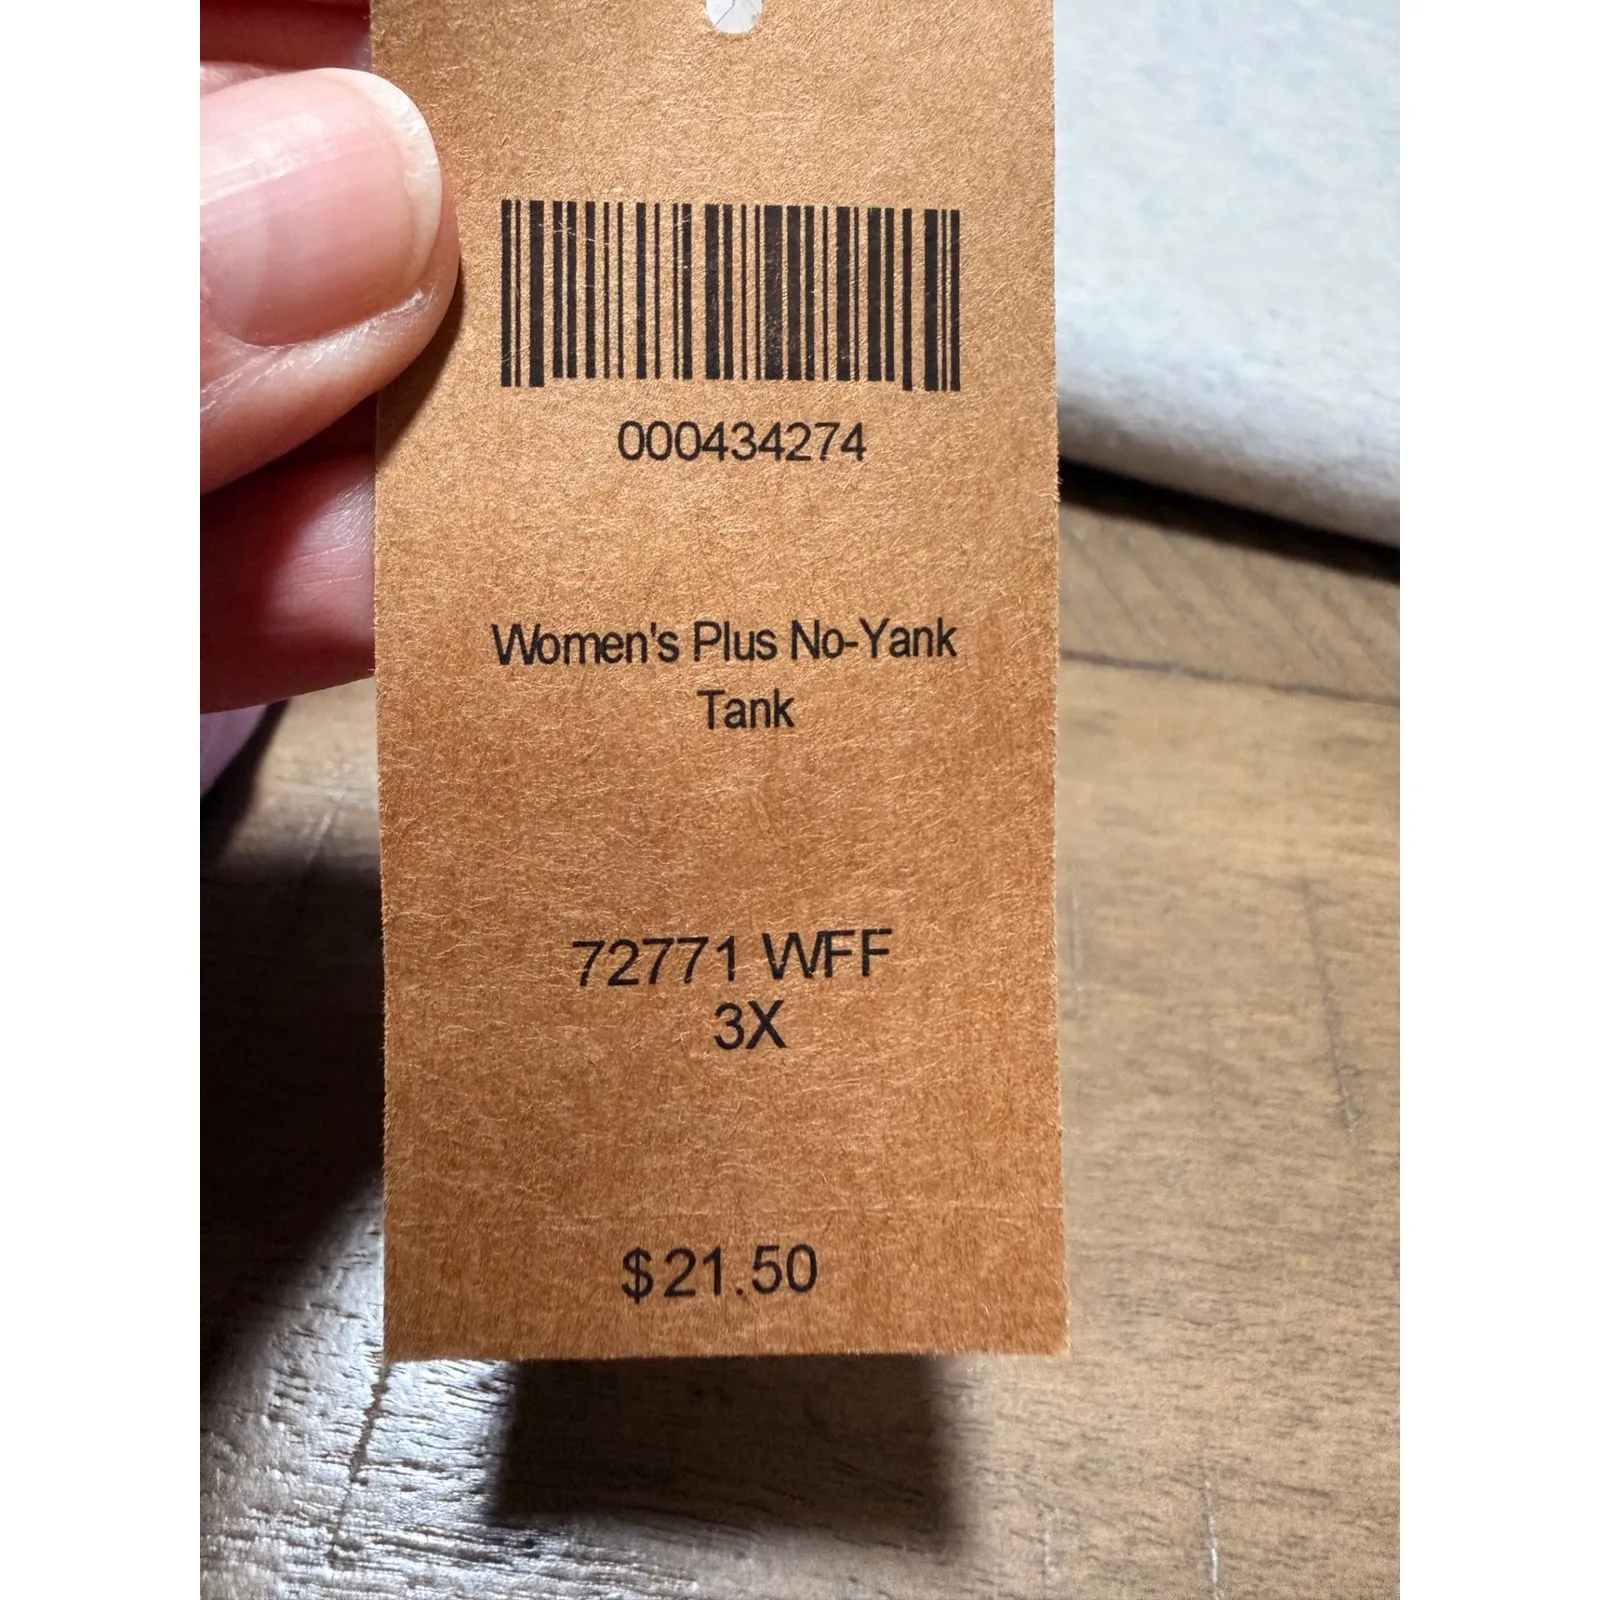 000434274
Women's Plus No-Yank
Tank
72771 WFF
3X
$21.50